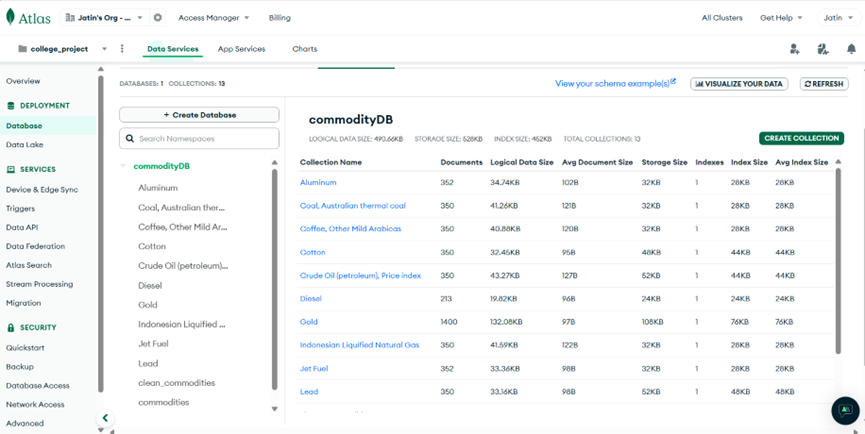 Atlas
Jatin's Org - ...
Access Manager
Billing
All Clusters
Get Help
Jatin
college_project
Data Services
App Services
Charts
Overview
DEPLOYMENT
Database
Data Lake
SERVICES
Device & Edge Sync
Triggers
Data API
Data Federation
Atlas Search
Stream Processing
Migration
SECURITY
Quickstart
Backup
Database Access
Network Access
Advanced
DATABASES: 1 COLLECTIONS: 13
View your schema example(s)
VISUALIZE YOUR DATA
REFRESH
+ Create Database
Search Namespaces
commodityDB
Aluminum
Coal, Australian ther...
Coffee, Other Mild Ar...
Cotton
Crude Oil (petroleum)...
Diesel
Gold
Indonesian Liquified ...
Jet Fuel
Lead
clean_commodities
commodities
commodityDB
LOGICAL DATA SIZE: 490.66KB STORAGE SIZE: 528KB INDEX SIZE: 452KB TOTAL COLLECTIONS: 13
CREATE COLLECTION
Collection Name Documents Logical Data Size Avg Document Size Storage Size Indexes Index Size Avg Index Size
Aluminum 352 34.74KB 102B 32KB 1 28KB 28KB
Coal, Australian thermal coal 350 41.26KB 121B 32KB 1 28KB 28KB
Coffee, Other Mild Arabicas 350 40.88KB 120B 32KB 1 28KB 28KB
Cotton 350 32.45KB 95B 48KB 1 44KB 44KB
Crude Oil (petroleum), Price index 350 43.27KB 127B 52KB 1 44KB 44KB
Diesel 213 19.82KB 96B 24KB 1 24KB 24KB
Gold 1400 132.08KB 97B 108KB 1 76KB 76KB
Indonesian Liquified Natural Gas 350 41.59KB 122B 32KB 1 28KB 28KB
Jet Fuel 352 33.36KB 98B 32KB 1 28KB 28KB
Lead 350 33.16KB 98B 52KB 1 48KB 48KB